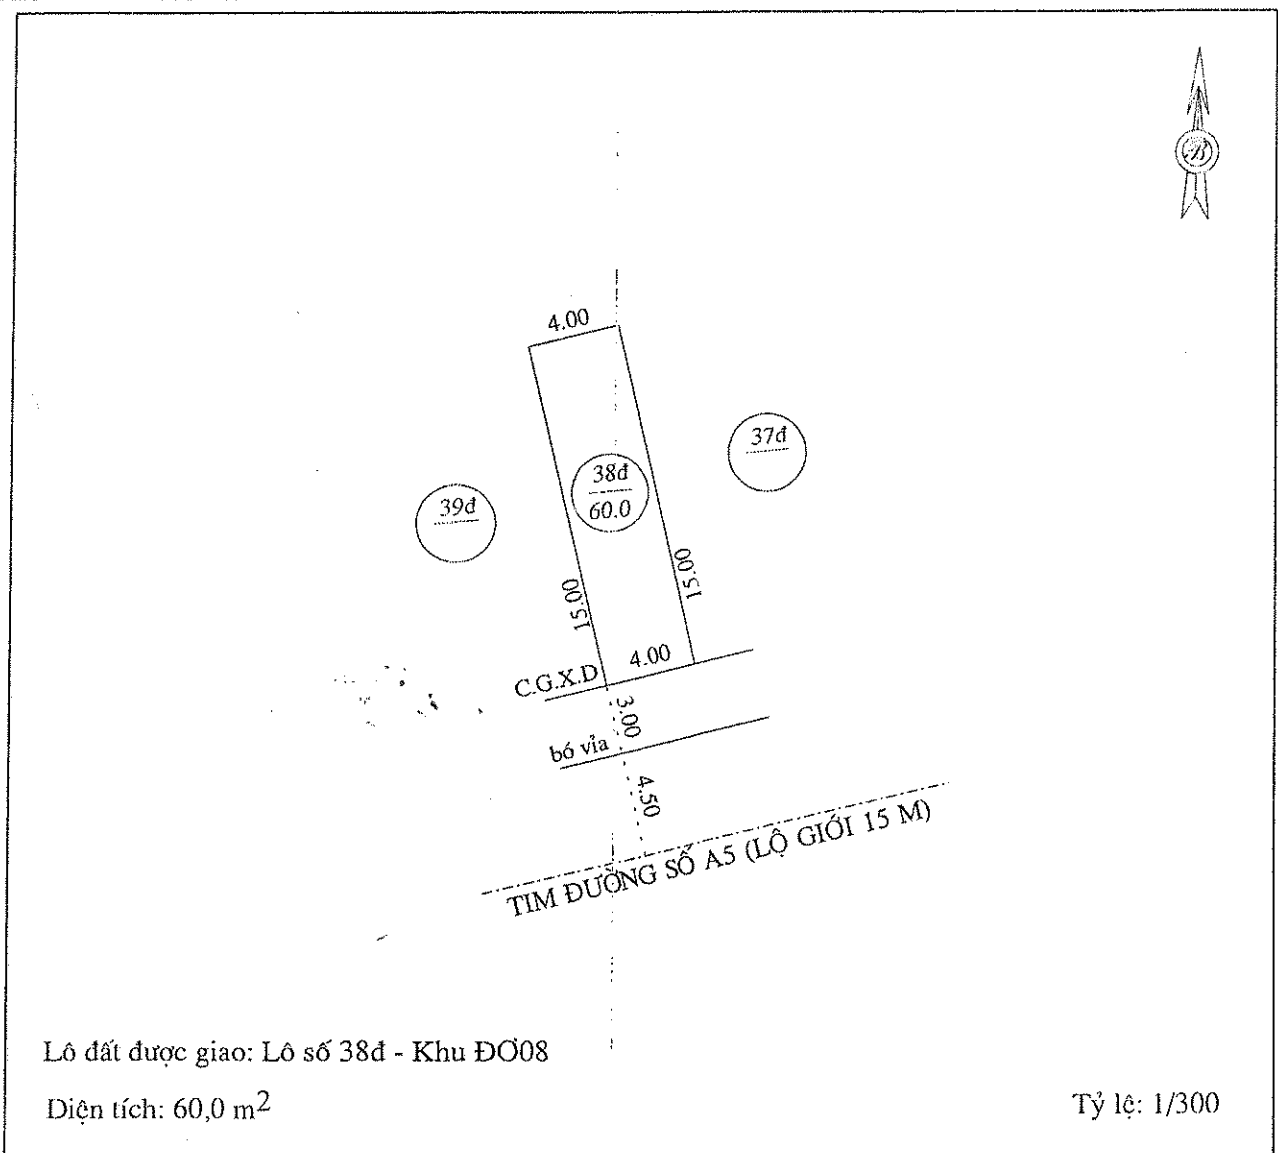 B
4.00
37đ
38đ
60.0
39đ
15.00
15.00
4.00
C.G.X.D
3.00
bó vỉa
4.50
TIM ĐƯỜNG SỐ A5 (LỘ GIỚI 15 M)
Lô đất được giao: Lô số 38đ - Khu ĐƠ08
Diện tích: 60,0 m2
Tỷ lệ: 1/300